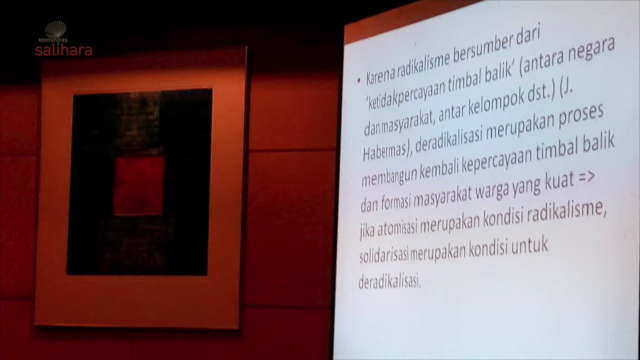 komunitas
salihara
• Karena radikalisme bersumber dari
'ketidakpercayaan timbal balik' (antara negara
dan masyarakat, antar kelompok dst.) (J.
Habermas), deradikalisasi merupakan proses
membangun kembali kepercayaan timbal balik
dan formasi masyarakat warga yang kuat =>
jika atomisasi merupakan kondisi radikalisme,
solidarisasi merupakan kondisi untuk
deradikalisasi.